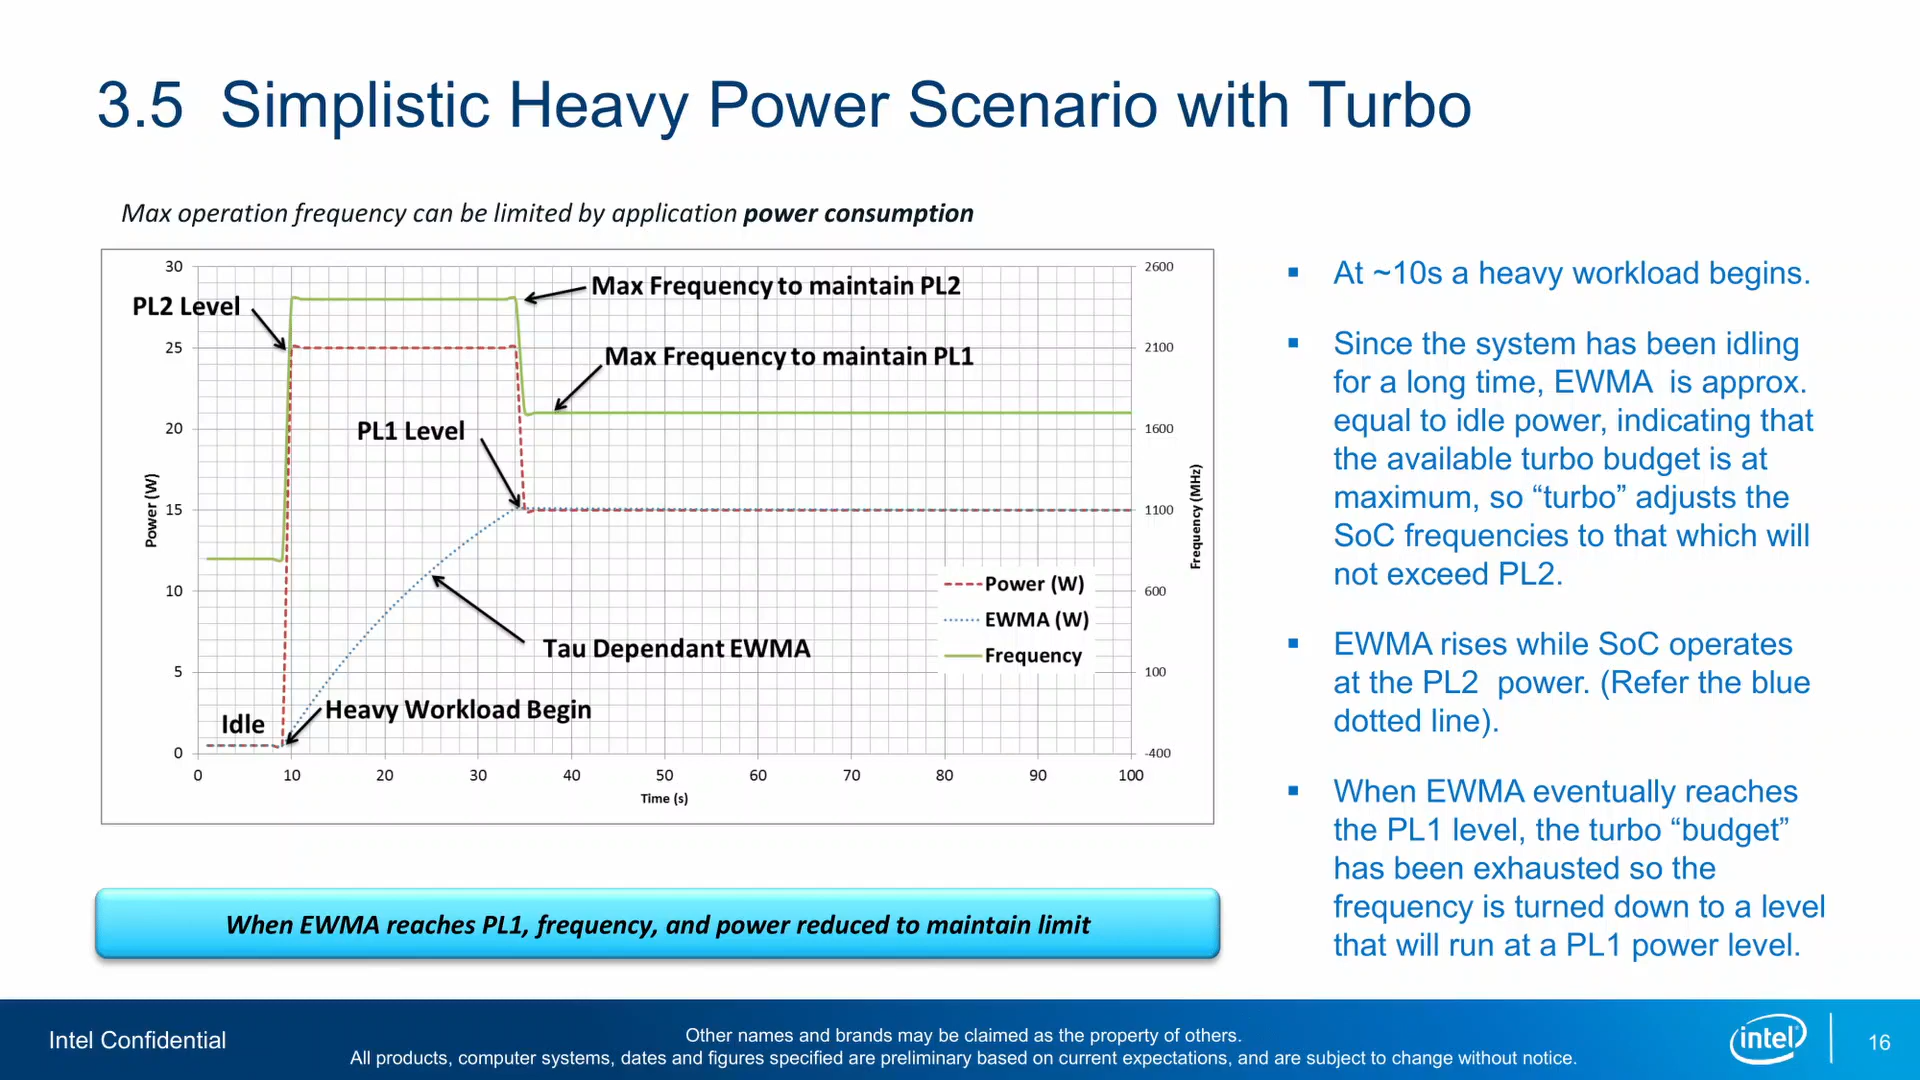 3.5 Simplistic Heavy Power Scenario with Turbo
Max operation frequency can be limited by application power consumption
30
25
20
15
10
5
0
Power (W)
PL2 Level
Max Frequency to maintain PL2
Max Frequency to maintain PL1
PL1 Level
Tau Dependant EWMA
Heavy Workload Begin
Idle
Power (W)
EWMA (W)
Frequency
2600
2100
1600
1100
600
100
-400
Frequency (MHz)
0 10 20 30 40 50 60 70 80 90 100
Time (s)
When EWMA reaches PL1, frequency, and power reduced to maintain limit
▪ At ~10s a heavy workload begins.
▪ Since the system has been idling
for a long time, EWMA is approx.
equal to idle power, indicating that
the available turbo budget is at
maximum, so “turbo” adjusts the
SoC frequencies to that which will
not exceed PL2.
▪ EWMA rises while SoC operates
at the PL2 power. (Refer the blue
dotted line).
▪ When EWMA eventually reaches
the PL1 level, the turbo “budget”
has been exhausted so the
frequency is turned down to a level
that will run at a PL1 power level.
Intel Confidential
Other names and brands may be claimed as the property of others.
All products, computer systems, dates and figures specified are preliminary based on current expectations, and are subject to change without notice.
intel
16